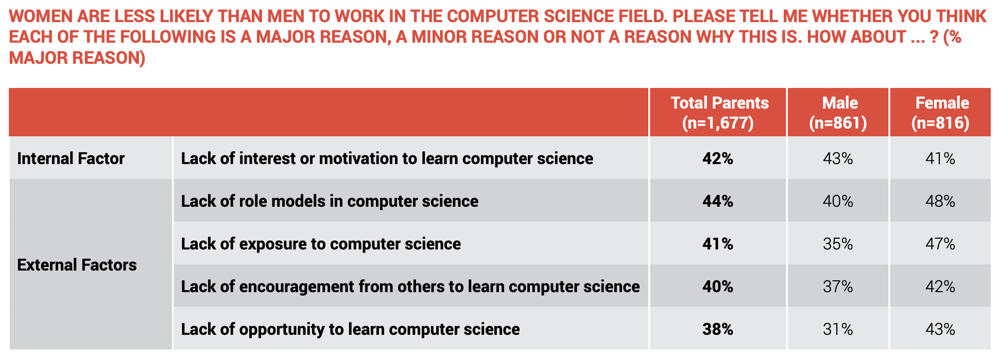 WOMEN ARE LESS LIKELY THAN MEN TO WORK IN THE COMPUTER SCIENCE FIELD. PLEASE TELL ME WHETHER YOU THINK
EACH OF THE FOLLOWING IS A MAJOR REASON, A MINOR REASON OR NOT A REASON WHY THIS IS. HOW ABOUT ... ? (%
MAJOR REASON)
Total Parents Male Female
(n=1,677) (n=861) (n=816)
Internal Factor Lack of interest or motivation to learn computer science 42% 43% 41%
Lack of role models in computer science 44% 40% 48%
Lack of exposure to computer science 41% 35% 47%
External Factors
Lack of encouragement from others to learn computer science 40% 37% 42%
Lack of opportunity to learn computer science 38% 31% 43%